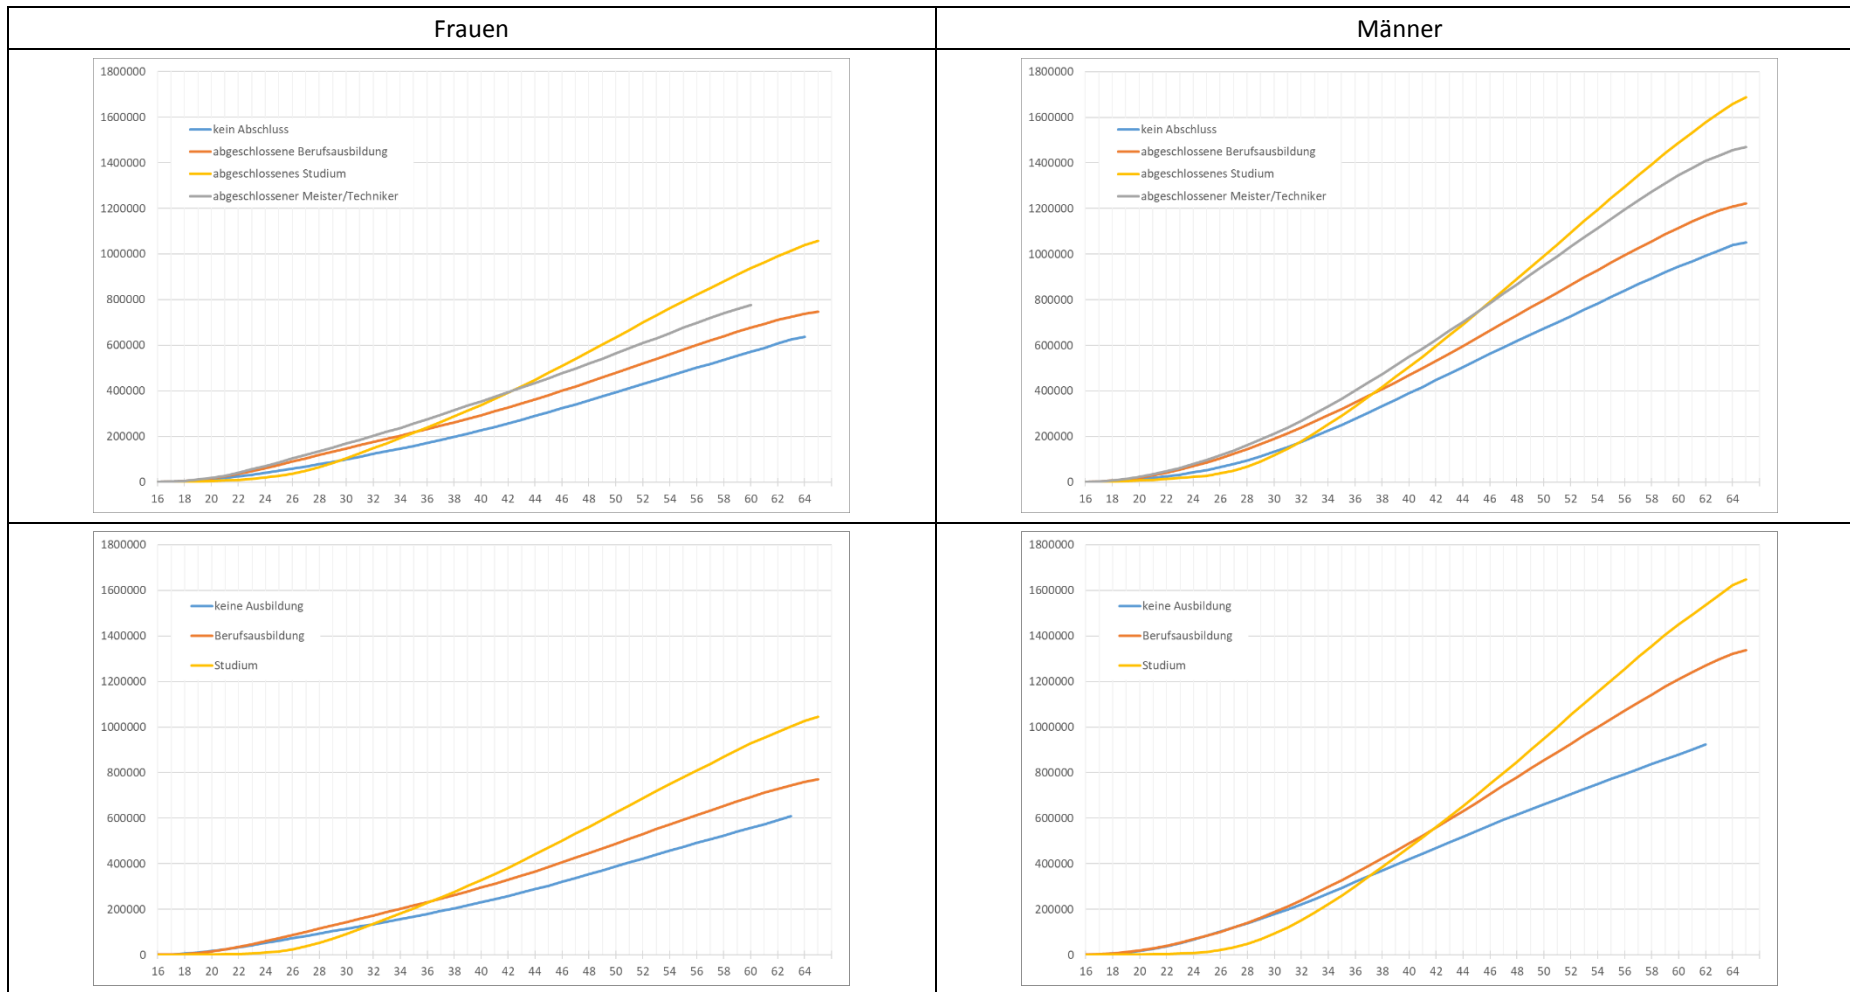 Frauen
Männer
1800000
1600000
1400000
1200000
1000000
800000
600000
400000
200000
0
kein Abschluss
abgeschlossene Berufsausbildung
abgeschlossenes Studium
abgeschlossener Meister/Techniker
16 18 20 22 24 26 28 30 32 34 36 38 40 42 44 46 48 50 52 54 56 58 60 62 64
1800000
1600000
1400000
1200000
1000000
800000
600000
400000
200000
0
kein Abschluss
abgeschlossene Berufsausbildung
abgeschlossenes Studium
abgeschlossener Meister/Techniker
16 18 20 22 24 26 28 30 32 34 36 38 40 42 44 46 48 50 52 54 56 58 60 62 64
1800000
1600000
1400000
1200000
1000000
800000
600000
400000
200000
0
keine Ausbildung
Berufsausbildung
Studium
16 18 20 22 24 26 28 30 32 34 36 38 40 42 44 46 48 50 52 54 56 58 60 62 64
1800000
1600000
1400000
1200000
1000000
800000
600000
400000
200000
0
keine Ausbildung
Berufsausbildung
Studium
16 18 20 22 24 26 28 30 32 34 36 38 40 42 44 46 48 50 52 54 56 58 60 62 64